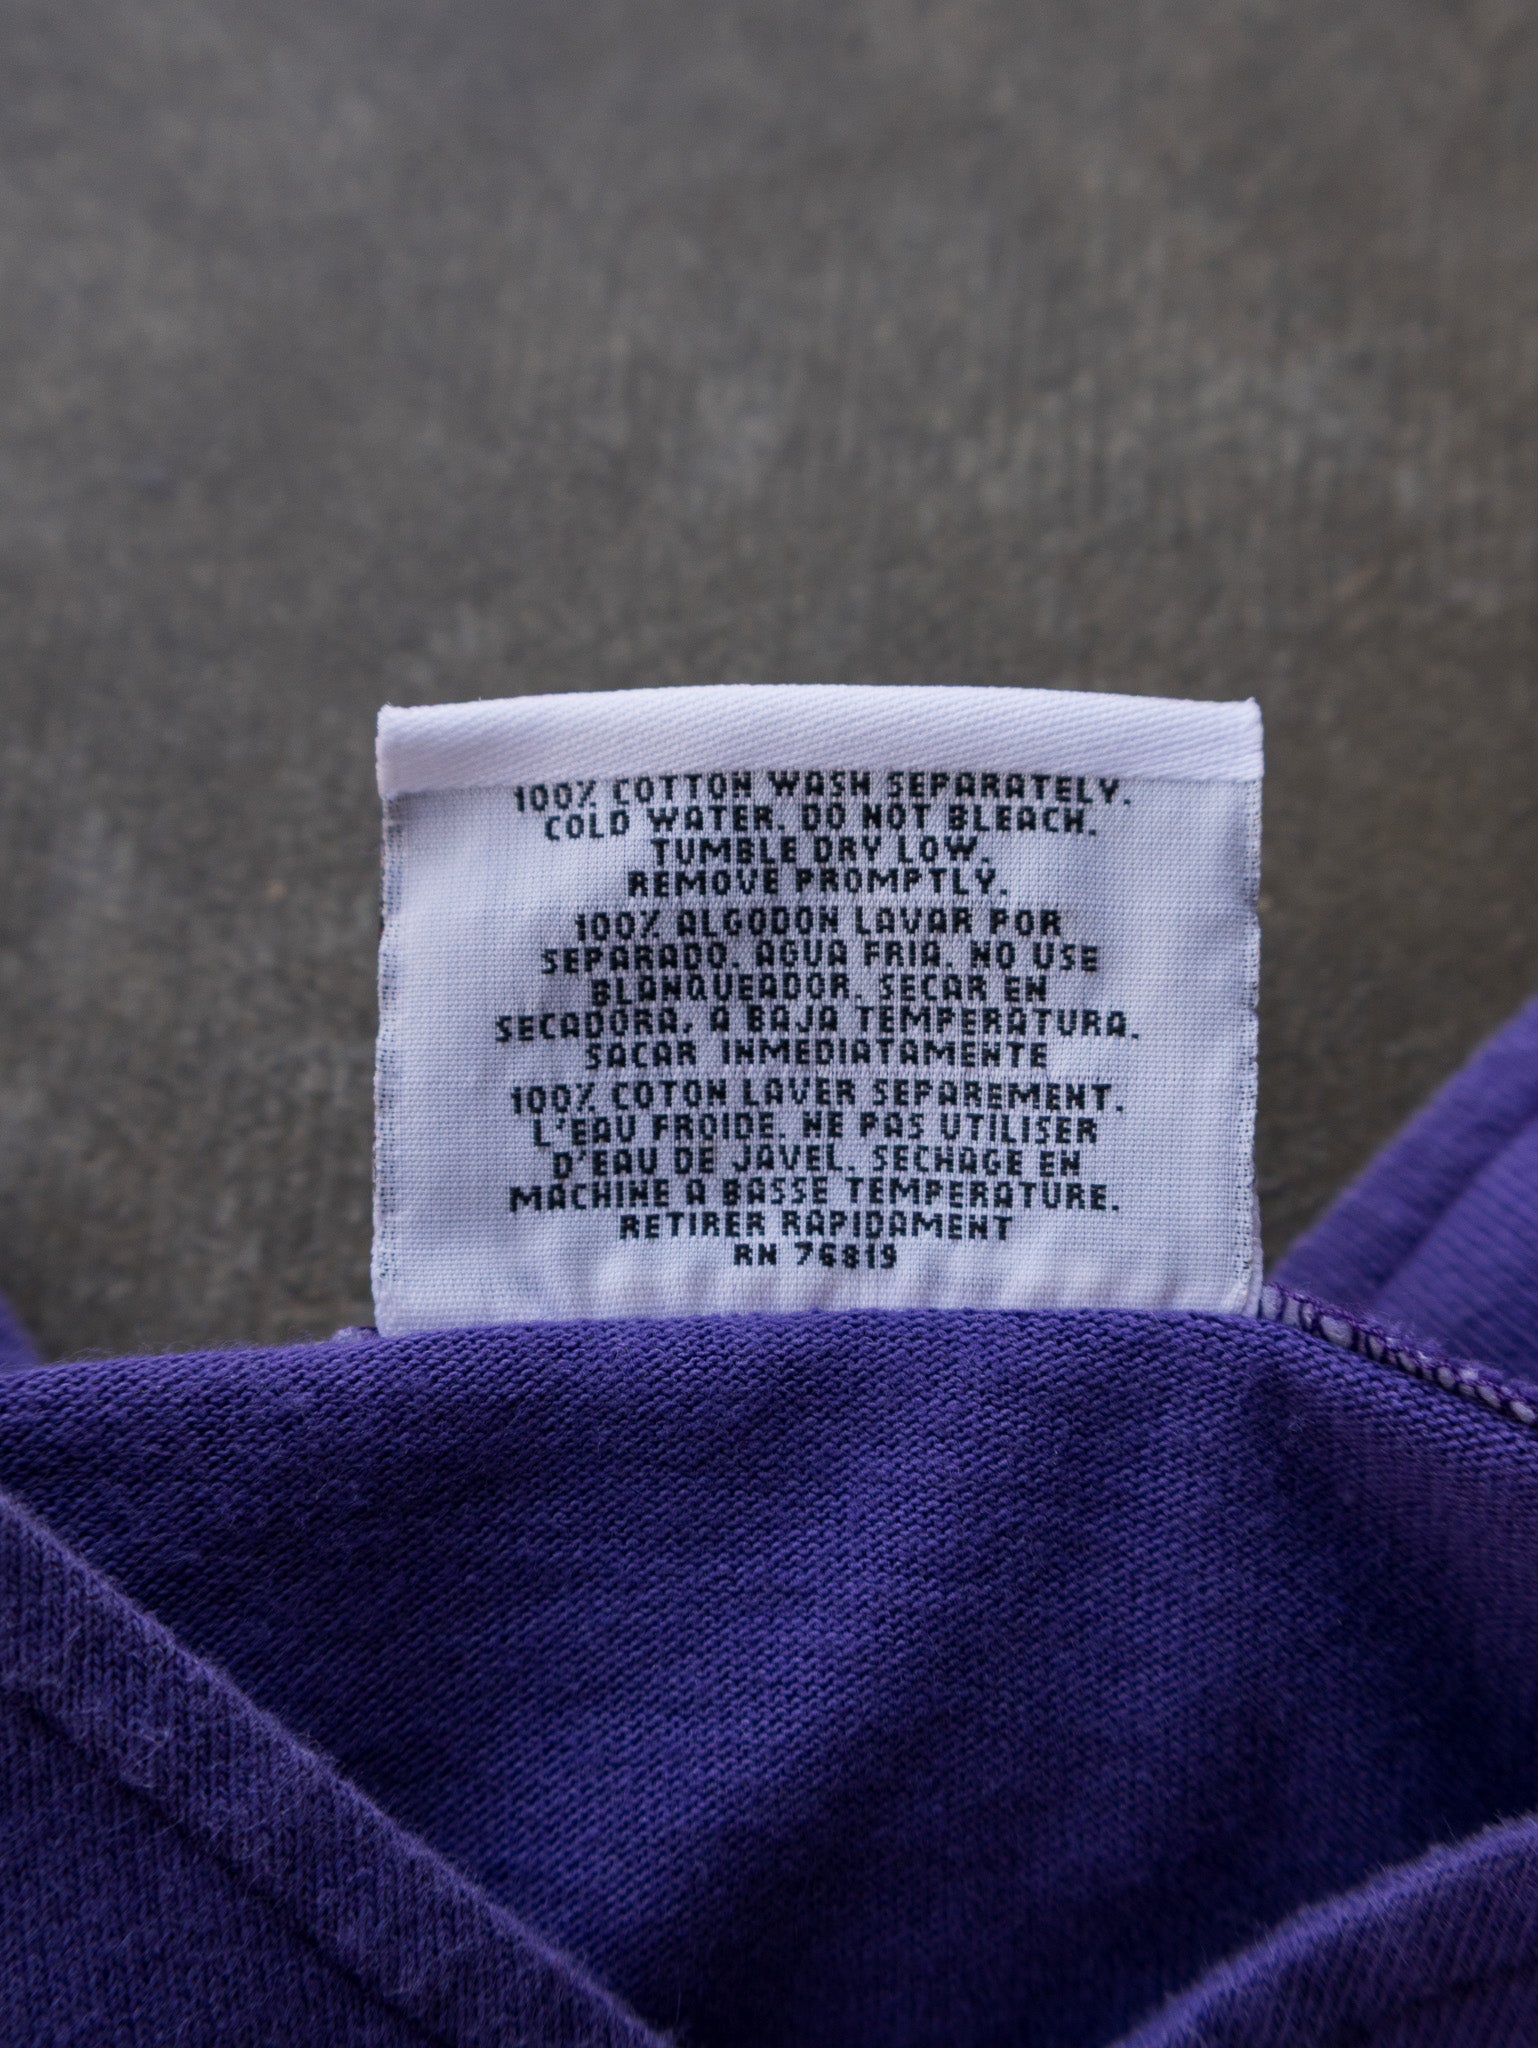 100% COTTON WASH SEPARATELY.
COLD WATER. DO NOT BLEACH.
TUMBLE DRY LOW.
REMOVE PROMPTLY.
100% ALGODON LAVAR POR
SEPARADO. AGUA FRIA. NO USE
BLANQUEADOR. SECAR EN
SECADORA, A BAJA TEMPERATURA.
SACAR INMEDIATAMENTE
100% COTON LAVER SEPAREMENT.
L'EAU FROIDE. NE PAS UTILISER
D'EAU DE JAVEL. SECHAGE EN
MACHINE A BASSE TEMPERATURE.
RETIRER RAPIDAMENT
RN 76819